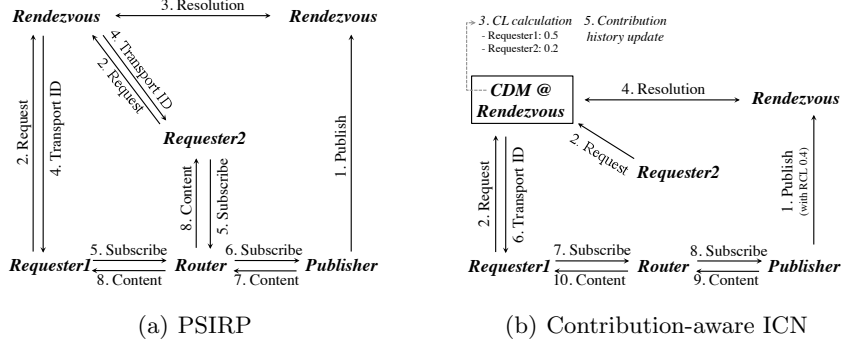 3. Resolution
Rendezvous
Rendezvous
4. Transport ID
2. Request
2. Request
4. Transport ID
Requester2
1. Publish
8. Content
5. Subscribe
5. Subscribe
6. Subscribe
Requester1
Router
Publisher
8. Content
7. Content
(a) PSIRP
3. CL calculation
- Requester1: 0.5
- Requester2: 0.2
5. Contribution
history update
CDM @
Rendezvous
4. Resolution
Rendezvous
2. Request
Requester2
2. Request
6. Transport ID
1. Publish
(with RCL 0.4)
7. Subscribe
8. Subscribe
Requester1
Router
Publisher
10. Content
9. Content
(b) Contribution-aware ICN